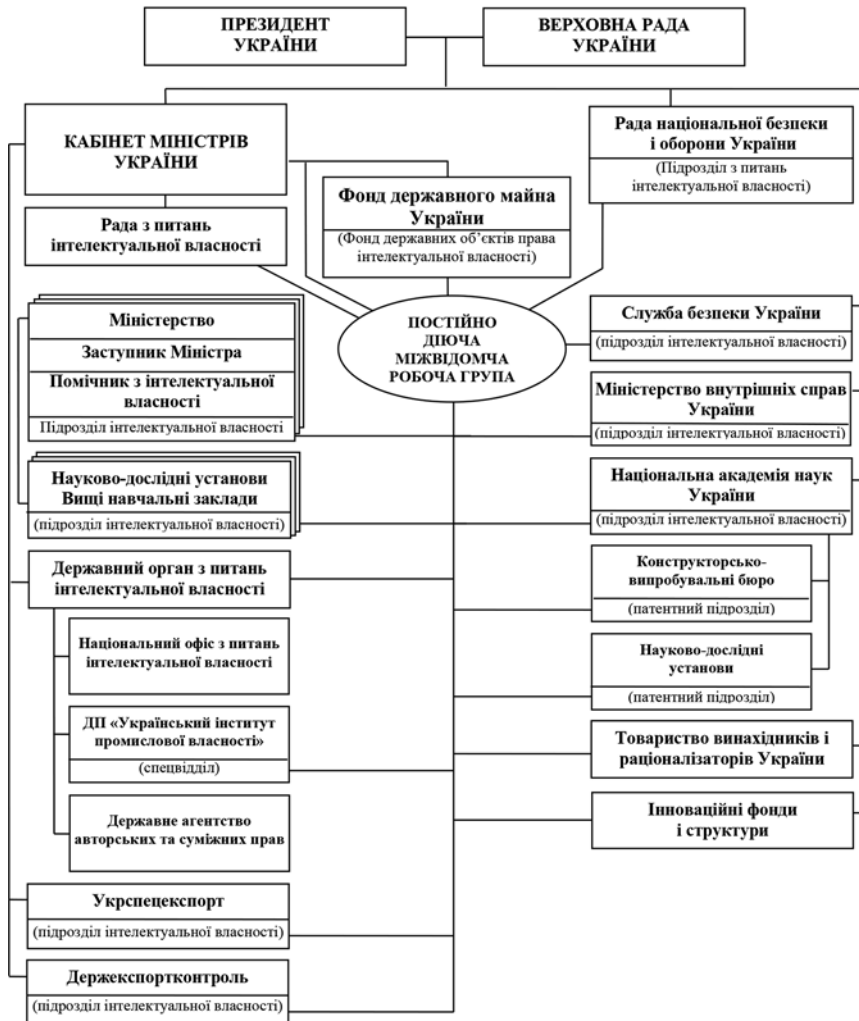 ПРЕЗИДЕНТ
УКРАЇНИ
ВЕРХОВНА РАДА
УКРАЇНИ
КАБІНЕТ МІНІСТРІВ
УКРАЇНИ
Рада національної безпеки
і оборони України
(Підрозділ з питань
інтелектуальної власності)
Фонд державного майна
України
(Фонд державних об’єктів права
інтелектуальної власності)
Рада з питань
інтелектуальної власності
ПОСТІЙНО
ДІЮЧА
МІЖВІДОМЧА
РОБОЧА ГРУПА
Міністерство
Заступник Міністра
Помічник з інтелектуальної
власності
Підрозділ інтелектуальної власності
Служба безпеки України
(підрозділ інтелектуальної власності)
Міністерство внутрішніх справ
України
(підрозділ інтелектуальної власності)
Науково-дослідні установи
Вищі навчальні заклади
(підрозділ інтелектуальної власності)
Національна академія наук
України
(підрозділ інтелектуальної власності)
Державний орган з питань
інтелектуальної власності
Конструкторсько-
випробувальні бюро
(патентний підрозділ)
Національний офіс з питань
інтелектуальної власності
Науково-дослідні
установи
(патентний підрозділ)
ДП «Український інститут
промислової власності»
(спецвідділ)
Товариство винахідників і
раціоналізаторів України
Державне агентство
авторських та суміжних прав
Інноваційні фонди
і структури
Укрспецекспорт
(підрозділ інтелектуальної власності)
Держекспортконтроль
(підрозділ інтелектуальної власності)